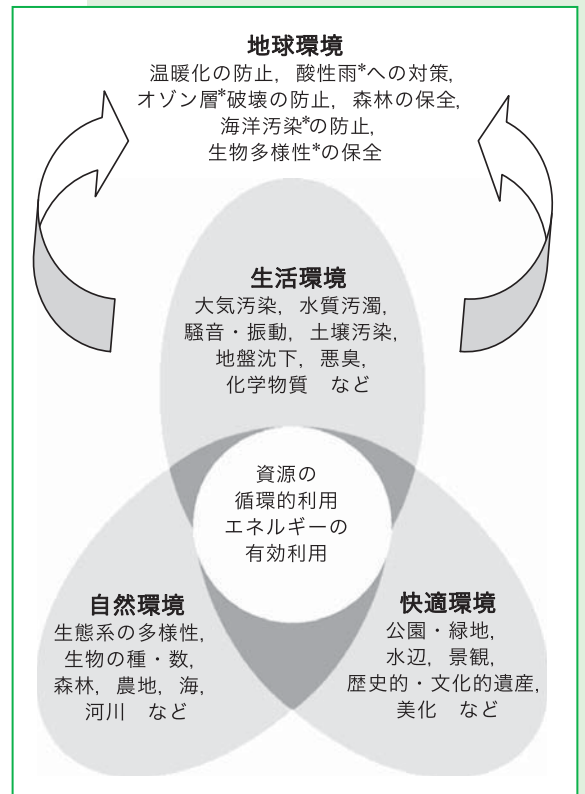 地球環境
温暖化の防止，酸性雨*への対策，
オゾン層*破壊の防止，森林の保全，
海洋汚染*の防止，
生物多様性*の保全
生活環境
大気汚染，水質汚濁，
騒音・振動，土壌汚染，
地盤沈下，悪臭，
化学物質　など
資源の
循環的利用
エネルギーの
有効利用
自然環境
生態系の多様性，
生物の種・数，
森林，農地，海，
河川　など
快適環境
公園・緑地，
水辺，景観，
歴史的・文化的遺産，
美化　など